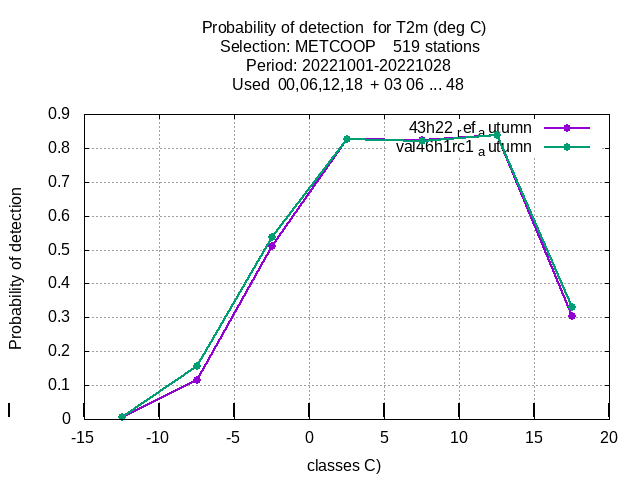 Probability of detection for T2m (deg C)
Selection: METCOOP 519 stations
Period: 20221001-20221028
Used 00,06,12,18 + 03 06 ... 48
43h22_ref_autumn
val46h1rc1_autumn
0.9
0.8
0.7
0.6
0.5
0.4
0.3
0.2
0.1
0
Probability of detection
-15 -10 -5 0 5 10 15 20
classes C)